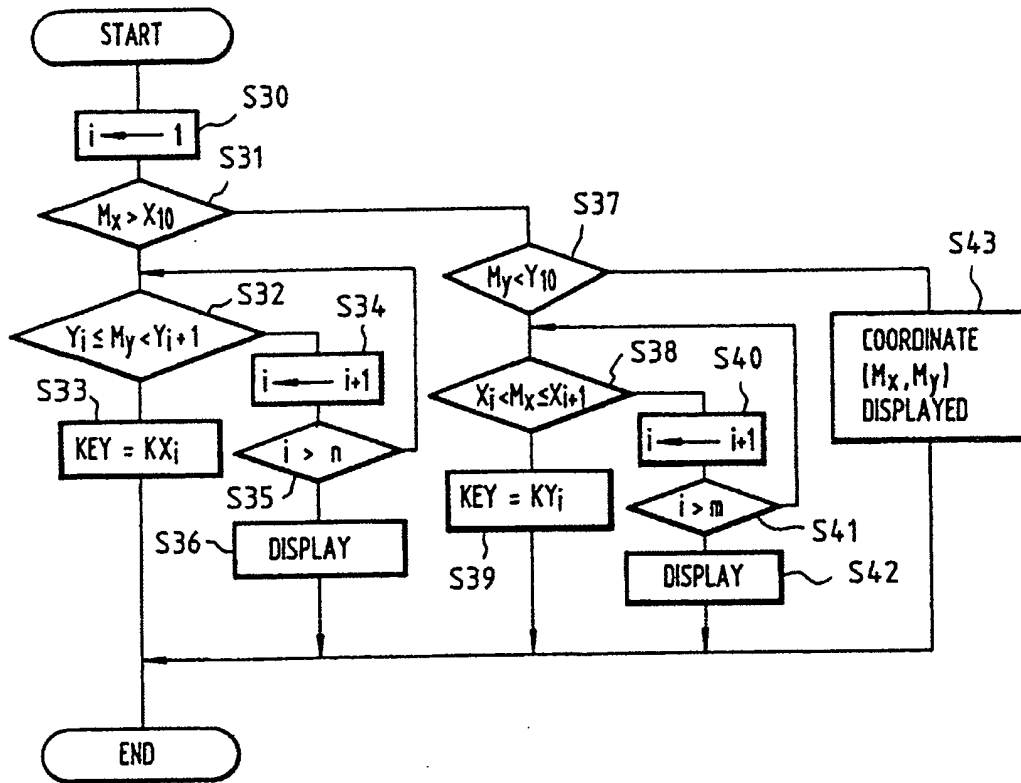 START
S30
i ← 1
S31
Mx > X10
S37
My < Y10
S43
COORDINATE
(Mx, My)
DISPLAYED
S32
Yi ≤ My < Yi+1
S34
i ← i+1
S33
KEY = KXi
i > n
S35
S36
DISPLAY
S38
Xi < Mx ≤ Xi+1
S40
i ← i+1
KEY = KYi
S39
i > m
S41
DISPLAY
S42
END